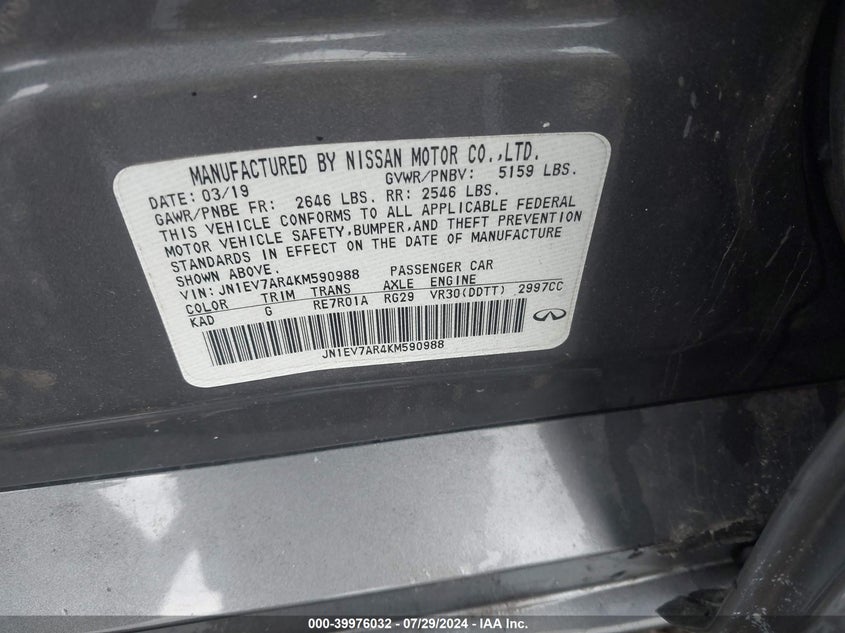 MANUFACTURED BY NISSAN MOTOR CO.,LTD.
DATE: 03/19 GVWR/PNBV: 5159 LBS.
GAWR/PNBE FR: 2646 LBS. RR: 2546 LBS.
THIS VEHICLE CONFORMS TO ALL APPLICABLE FEDERAL
MOTOR VEHICLE SAFETY,BUMPER,AND THEFT PREVENTION
STANDARDS IN EFFECT ON THE DATE OF MANUFACTURE
SHOWN ABOVE.
VIN: JN1EV7AR4KM590988 PASSENGER CAR
COLOR TRIM TRANS AXLE ENGINE
KAD G RE7R01A RG29 VR30(DDTT) 2997CC
JN1EV7AR4KM590988
000-39976032 - 07/29/2024 - © IAA Holdings, LLC.